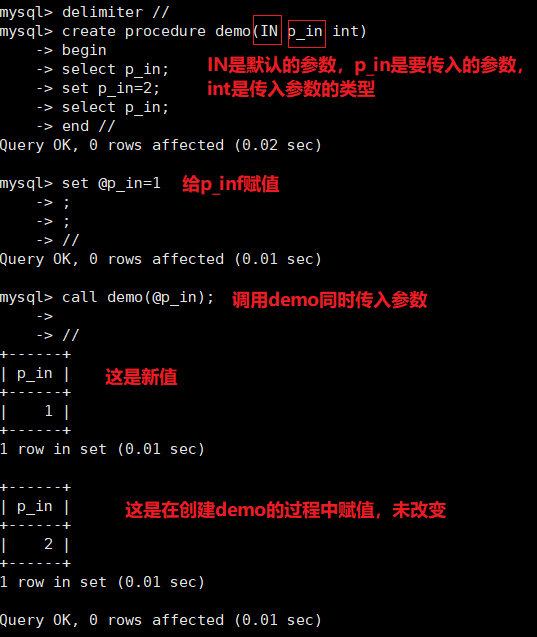 mysql> delimiter //
mysql> create procedure demo(IN p_in int)
-> begin
-> select p_in;
IN是默认的参数，p_in是要传入的参数，
-> set p_in=2;
int是传入参数的类型
-> select p_in;
-> end //
Query OK, 0 rows affected (0.02 sec)
mysql> set @p_in=1 给p_inf赋值
-> ;
-> ;
-> //
Query OK, 0 rows affected (0.01 sec)
mysql> call demo(@p_in); 调用demo同时传入参数
->
-> //
+------+
| p_in | 这是新值
+------+
| 1 |
+------+
1 row in set (0.01 sec)
+------+
| p_in | 这是在创建demo的过程中赋值，未改变
+------+
| 2 |
+------+
1 row in set (0.01 sec)
Query OK, 0 rows affected (0.01 sec)